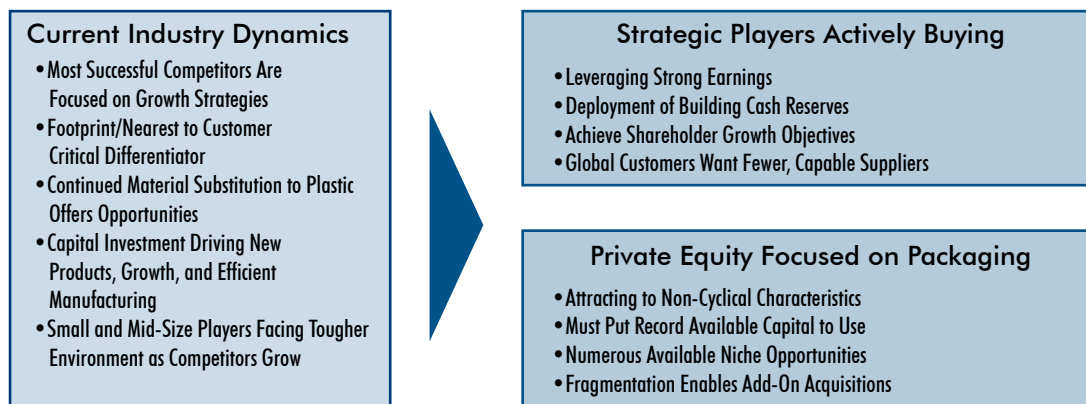 Current Industry Dynamics
•Most Successful Competitors Are
Focused on Growth Strategies
•Footprint/Nearest to Customer
Critical Differentiator
•Continued Material Substitution to Plastic
Offers Opportunities
•Capital Investment Driving New
Products, Growth, and Efficient
Manufacturing
•Small and Mid-Size Players Facing Tougher
Environment as Competitors Grow
Strategic Players Actively Buying
•Leveraging Strong Earnings
•Deployment of Building Cash Reserves
•Achieve Shareholder Growth Objectives
•Global Customers Want Fewer, Capable Suppliers
Private Equity Focused on Packaging
•Attracting to Non-Cyclical Characteristics
•Must Put Record Available Capital to Use
•Numerous Available Niche Opportunities
•Fragmentation Enables Add-On Acquisitions